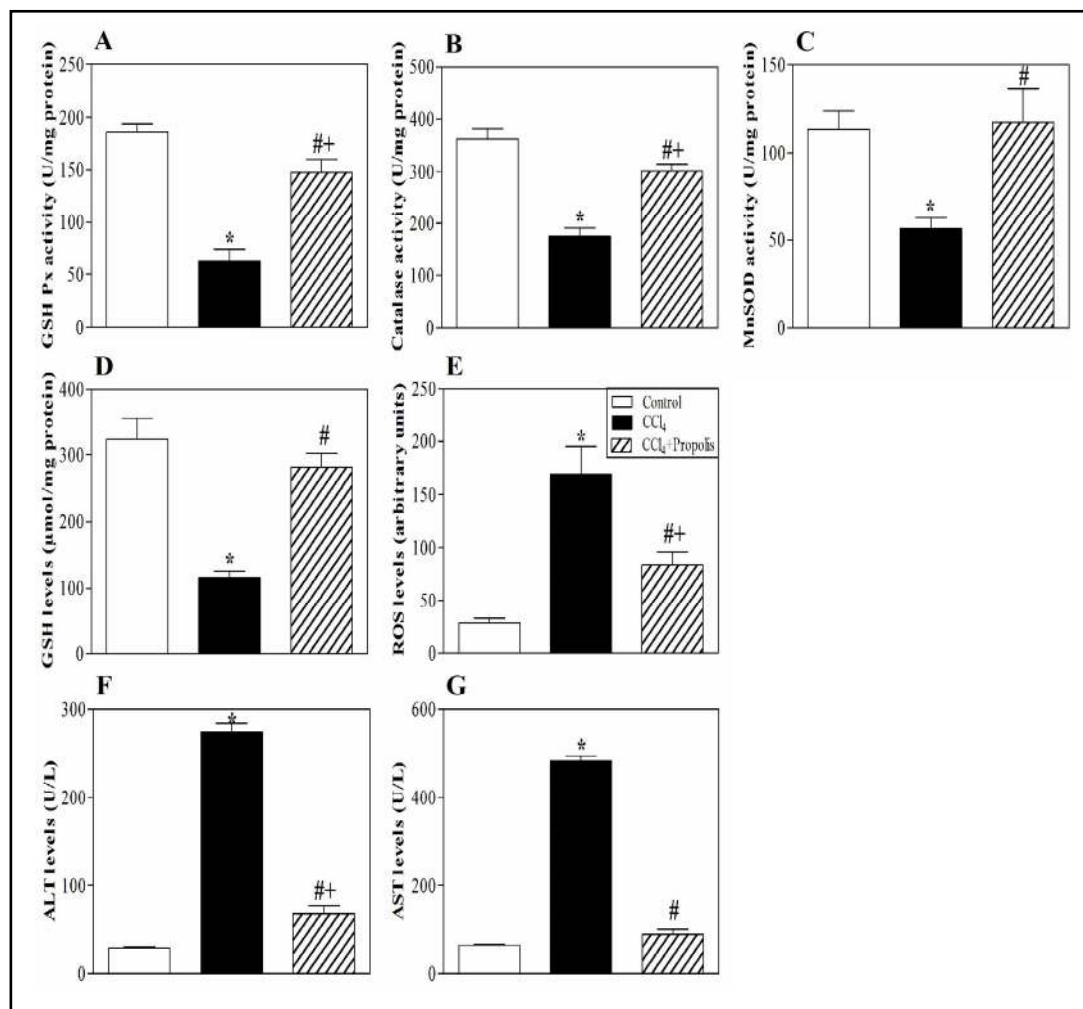 A
GSH Px activity (U/mg protein)
250
200
150
100
50
0
*
#+
B
Catalase activity (U/mg protein)
500
400
300
200
100
0
*
#+
C
MnSOD activity (U/mg protein)
150
100
50
0
*
#
D
GSH levels (µmol/mg protein)
400
300
200
100
0
*
#
E
ROS levels (arbitrary units)
250
200
150
100
50
0
*
#+
Control
CCl₄
CCl₄+Propolis
F
ALT levels (U/L)
300
200
100
0
*
#+
G
AST levels (U/L)
600
400
200
0
*
#